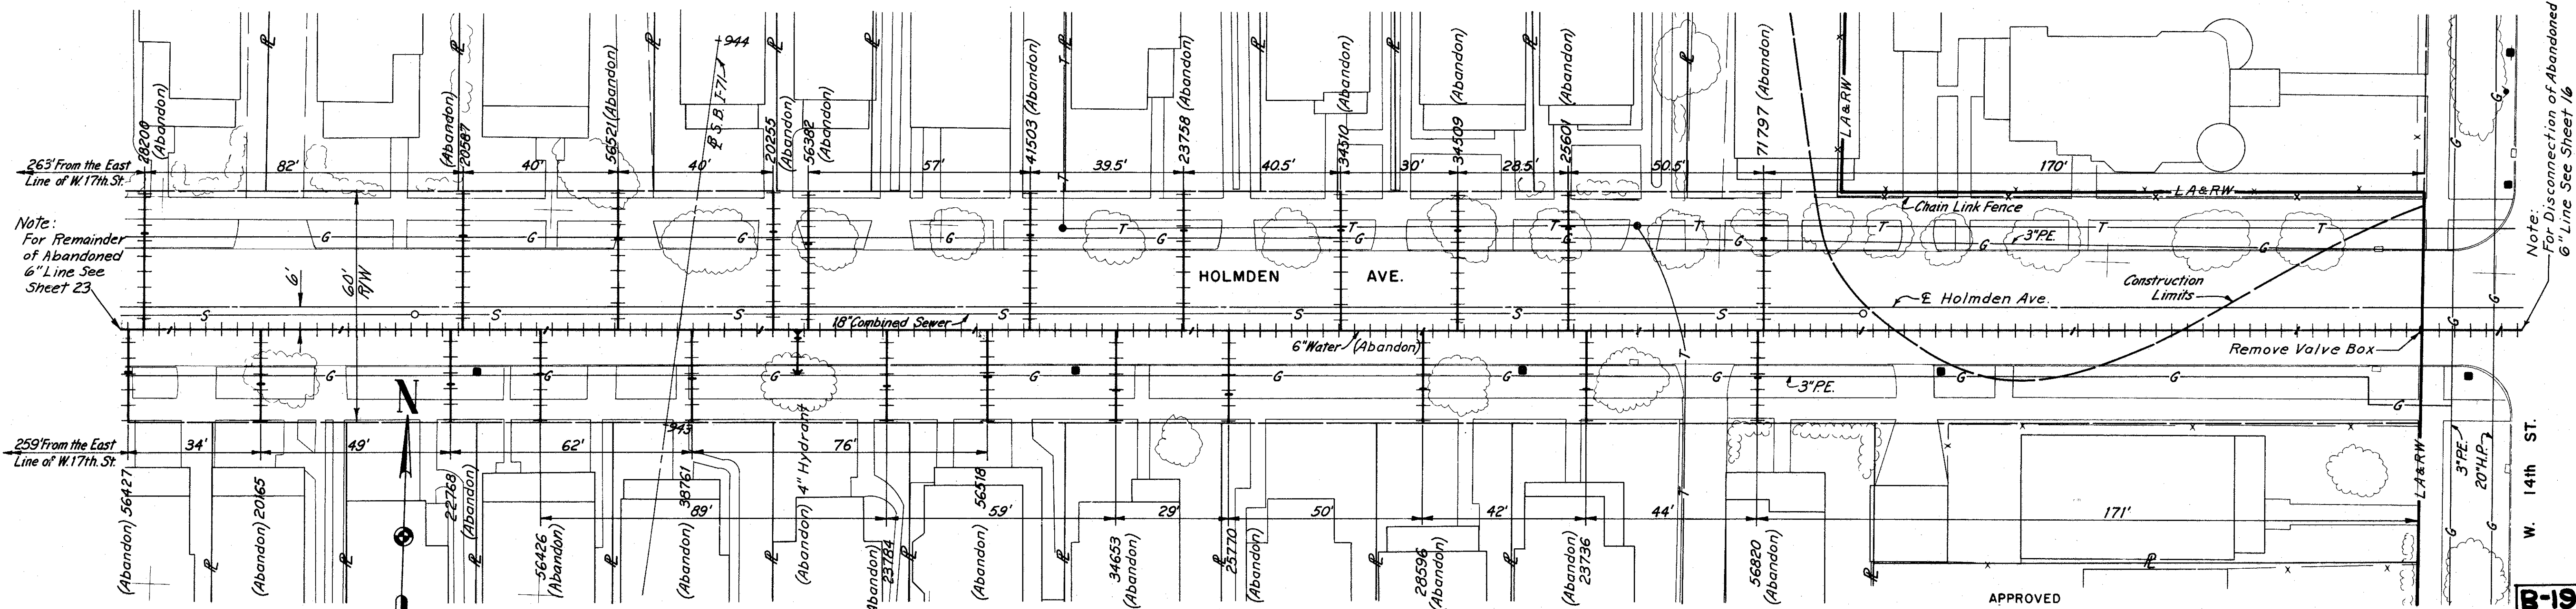 944
₧ S.B. I-71
28200
(Abandon)
(Abandon)
20587
56521 (Abandon)
20255
(Abandon)
56382
(Abandon)
41503 (Abandon)
23758 (Abandon)
34510 (Abandon)
34509 (Abandon)
25601 (Abandon)
71797 (Abandon)
LA&RW
263' From the East
Line of W. 17th. St.
82'
40'
40'
57'
39.5'
40.5'
30'
28.5'
50.5'
170'
LA&RW
Chain Link Fence
Note:
For Remainder
of Abandoned
6" Line See
Sheet 23
6'
60'
R/W
G G G G G G G G G
T T T T T T T
3"P.E.
HOLMDEN AVE.
℄ Holmden Ave.
Construction
Limits
S S S S S S
18"Combined Sewer
6"Water (Abandon)
Remove Valve Box
G G G G G G G G G
3"P.E.
N
943
4" Hydrant
259' From the East
Line of W. 17th. St.
34'
49'
62'
76'
89'
59'
29'
50'
42'
44'
171'
(Abandon) 56427
(Abandon) 20165
22768
(Abandon)
56426
(Abandon)
(Abandon) 38761
(Abandon)
23784
(Abandon)
(Abandon) 56518
34653
(Abandon)
25770
(Abandon)
28596
(Abandon)
(Abandon)
23736
56820
(Abandon)
LA&RW
3"P.E.
20"H.P.
W. 14th ST.
Note:
For Disconnection of Abandoned
6" Line See Sheet 16
APPROVED
B-19